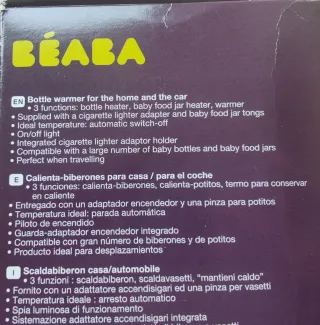 BÉABA
EN Bottle warmer for the home and the car
• 3 functions: bottle heater, baby food jar heater, warmer
• Supplied with a cigarette lighter adapter and baby food jar tongs
• Ideal temperature: automatic switch-off
• On/off light
• Integrated cigarette lighter adaptor holder
• Compatible with a large number of baby bottles and baby food jars
• Perfect when travelling
E Calienta-biberones para casa / para el coche
• 3 funciones: calienta-biberones, calienta-potitos, termo para conservar
en caliente
• Entregado con un adaptador encendedor y una pinza para potitos
• Temperatura ideal: parada automática
• Piloto de encendido
• Guarda-adaptador encendedor integrado
• Compatible con gran número de biberones y de potitos
• Producto ideal para desplazamientos
I Scaldabiberon casa/automobile
• 3 funzioni : scaldabiberon, scaldavasetti, "mantieni caldo"
• Fornito con un adattatore accendisigari ed una pinza per vasetti
• Temperatura ideale : arresto automatico
• Spia luminosa di funzionamento
• Sistemazione adattatore accendisigari integrata